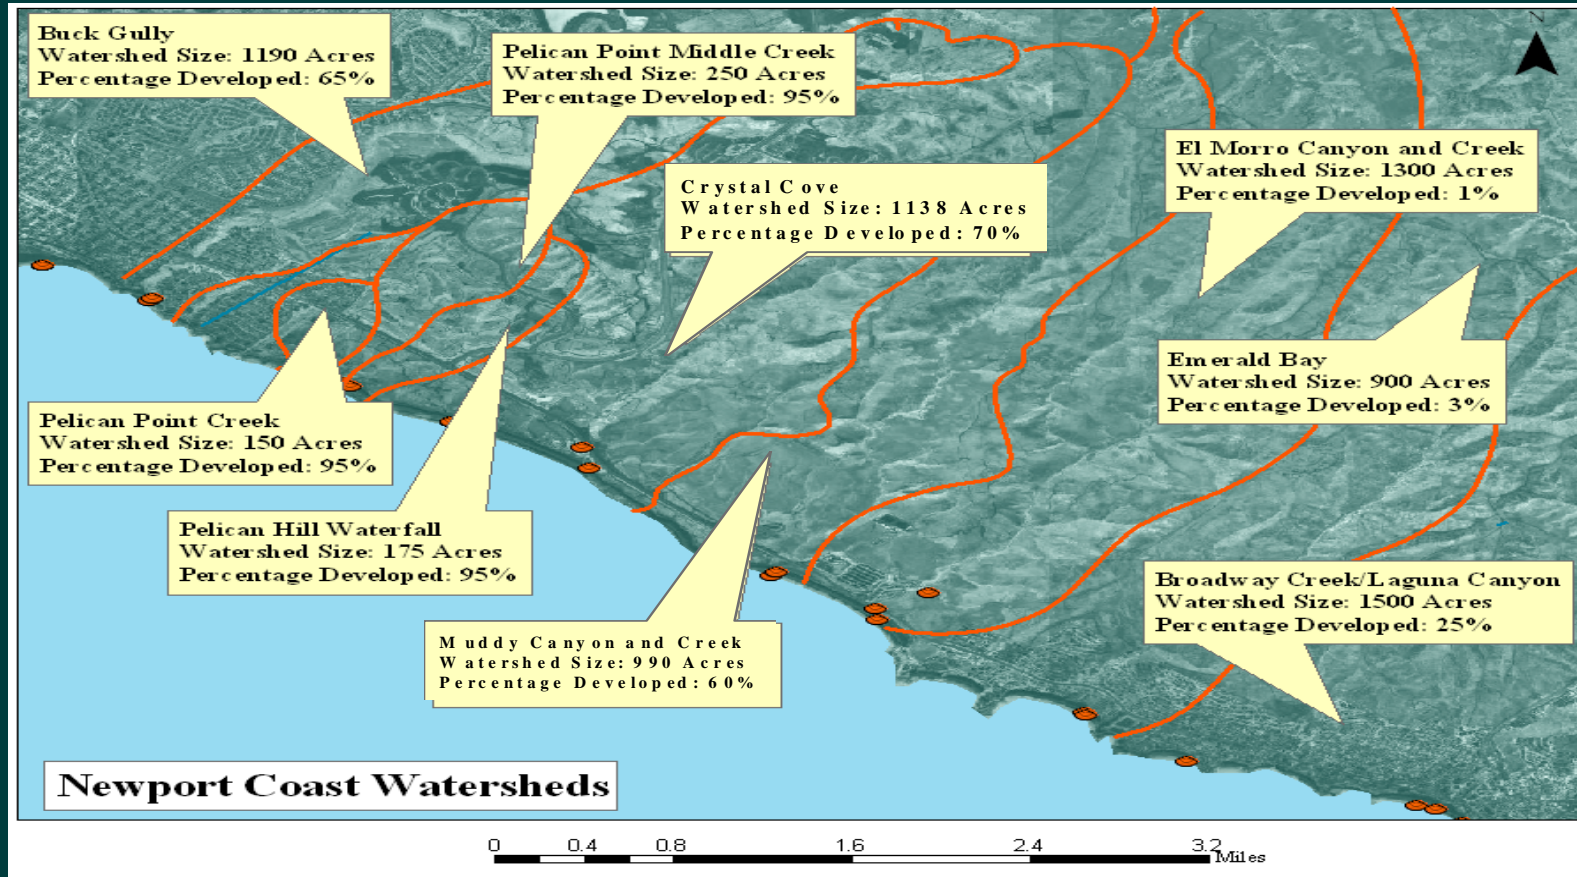 Buck Gully
Watershed Size: 1190 Acres
Percentage Developed: 65%
Pelican Point Middle Creek
Watershed Size: 250 Acres
Percentage Developed: 95%
N
El Morro Canyon and Creek
Watershed Size: 1300 Acres
Percentage Developed: 1%
Crystal Cove
Watershed Size: 1138 Acres
Percentage Developed: 70%
Emerald Bay
Watershed Size: 900 Acres
Percentage Developed: 3%
Pelican Point Creek
Watershed Size: 150 Acres
Percentage Developed: 95%
Pelican Hill Waterfall
Watershed Size: 175 Acres
Percentage Developed: 95%
Broadway Creek/Laguna Canyon
Watershed Size: 1500 Acres
Percentage Developed: 25%
Muddy Canyon and Creek
Watershed Size: 990 Acres
Percentage Developed: 60%
Newport Coast Watersheds
0 0.4 0.8 1.6 2.4 3.2 Miles